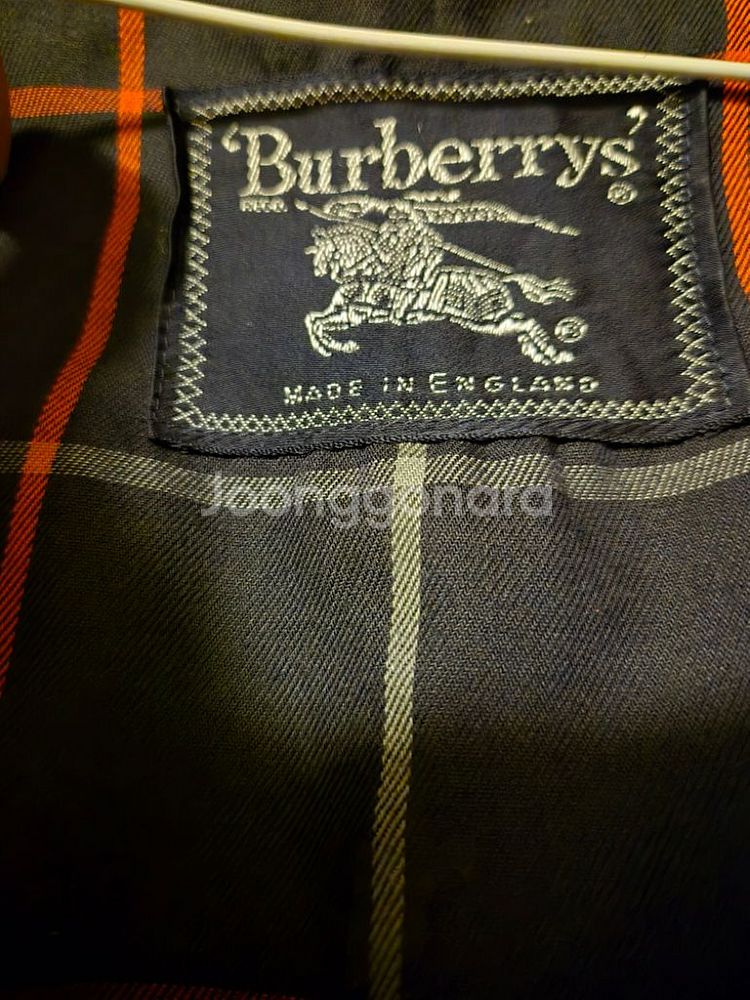 'Burberrys'
REGD. ®
®
MADE IN ENGLAND
Joonggonara